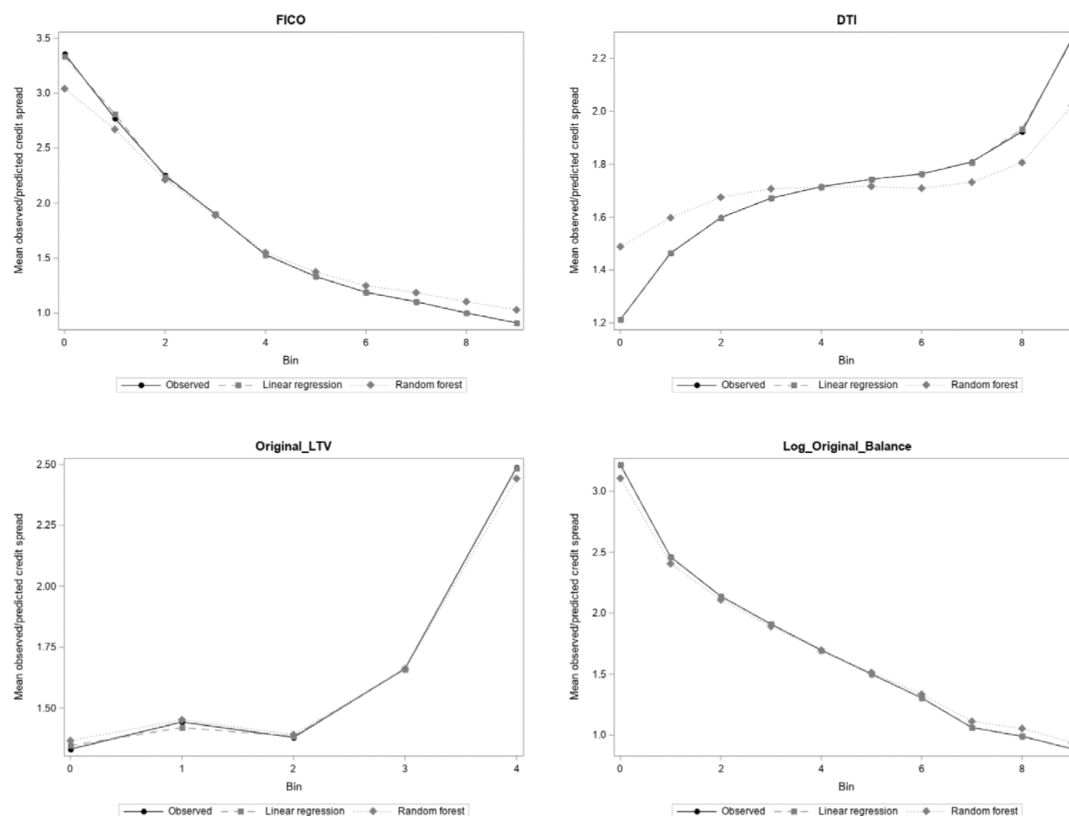 FICO
3.5
3.0
2.5
2.0
1.5
1.0
Mean observed/predicted credit spread
0 2 4 6 8
Bin
Observed Linear regression Random forest
DTI
2.2
2.0
1.8
1.6
1.4
1.2
Mean observed/predicted credit spread
0 2 4 6 8
Bin
Observed Linear regression Random forest
Original_LTV
2.50
2.25
2.00
1.75
1.50
Mean observed/predicted credit spread
0 1 2 3 4
Bin
Observed Linear regression Random forest
Log_Original_Balance
3.0
2.5
2.0
1.5
1.0
Mean observed/predicted credit spread
0 2 4 6 8
Bin
Observed Linear regression Random forest